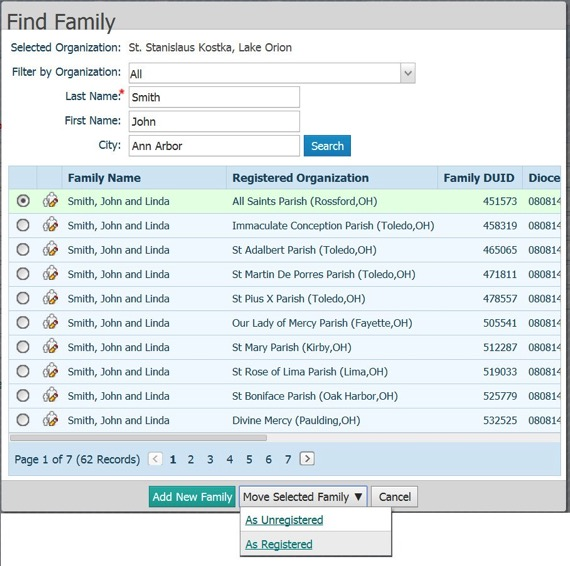 Find Family
Selected Organization: St. Stanislaus Kostka, Lake Orion
Filter by Organization: All
Last Name:* Smith
First Name: John
City: Ann Arbor Search
Family Name Registered Organization Family DUID Dioce
Smith, John and Linda All Saints Parish (Rossford,OH) 451573 080814
Smith, John and Linda Immaculate Conception Parish (Toledo,OH) 458319 080814
Smith, John and Linda St Adalbert Parish (Toledo,OH) 465065 080814
Smith, John and Linda St Martin De Porres Parish (Toledo,OH) 471811 080814
Smith, John and Linda St Pius X Parish (Toledo,OH) 478557 080814
Smith, John and Linda Our Lady of Mercy Parish (Fayette,OH) 505541 080814
Smith, John and Linda St Mary Parish (Kirby,OH) 512287 080814
Smith, John and Linda St Rose of Lima Parish (Lima,OH) 519033 080814
Smith, John and Linda St Boniface Parish (Oak Harbor,OH) 525779 080814
Smith, John and Linda Divine Mercy (Paulding,OH) 532525 080814
Page 1 of 7 (62 Records) < 1 2 3 4 5 6 7 >
Add New Family Move Selected Family ▼ Cancel
As Unregistered
As Registered